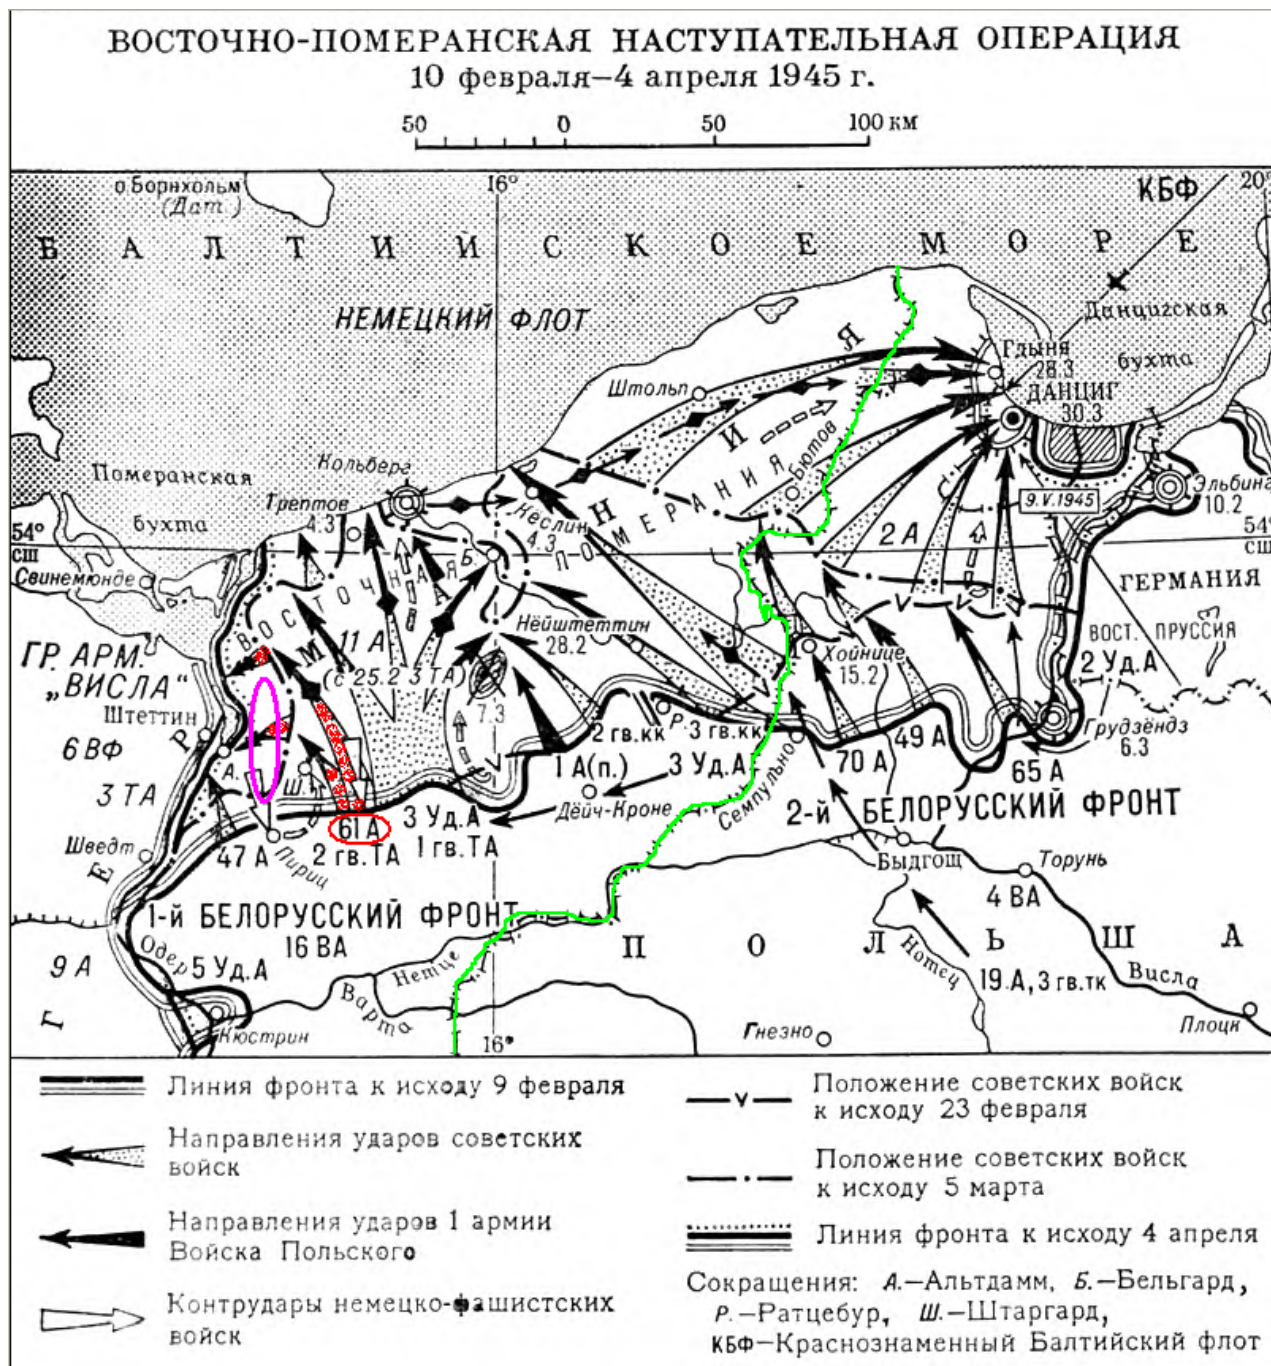 ВОСТОЧНО-ПОМЕРАНСКАЯ НАСТУПАТЕЛЬНАЯ ОПЕРАЦИЯ
10 февраля–4 апреля 1945 г.
50 0 50 100 км
о.Борнхольм
(Дат.)
16°
КБФ
20°
БАЛТИЙСКОЕ МОРЕ
НЕМЕЦКИЙ ФЛОТ
Данцигская
бухта
Гдыня
28.3
ДАНЦИГ
30.3
Штольп
Бютов
Померанская
бухта
Кольберг
Трептов
4.3
Кёслин
4.3
9.V.1945
Эльбинг
10.2
54°
сш
54°
сш
Б.
2 А
ВОСТОЧНАЯ
ПОМЕРАНИЯ
Свинемюнде
ГЕРМАНИЯ
ВОСТ. ПРУССИЯ
ГР. АРМ.
„ВИСЛА“
11 А
(с 25.2 3 ТА)
Нёйштеттин
28.2
Хойнице
15.2
2 Уд.А
Штеттин
7.3
6 ВФ
Р.
2 гв.кк
3 гв.кк
Грудзёндз
6.3
49 А
А.
Ш.
3 ТА
1 А(п.)
3 Уд.А
70 А
65 А
Семпульно
Дёйч-Кроне
61 А
3 Уд.А
2-й БЕЛОРУССКИЙ ФРОНТ
Шведт
47 А
Пириц
2 гв.ТА
1 гв.ТА
Быдгощ
Торунь
4 ВА
1-й БЕЛОРУССКИЙ ФРОНТ
16 ВА
ПОЛЬША
Одер
9 А
5 Уд.А
Нетце
Варта
Нотец
19.А, 3 гв.тк
Висла
Кюстрин
Гнезно
Плоцк
16°
Линия фронта к исходу 9 февраля
Направления ударов советских
войск
Направления ударов 1 армии
Войска Польского
Контрудары немецко-фашистских
войск
Положение советских войск
к исходу 23 февраля
Положение советских войск
к исходу 5 марта
Линия фронта к исходу 4 апреля
Сокращения: А.–Альтдамм, Б.–Бельгард,
Р.–Ратцебур, Ш.–Штаргард,
КБФ–Краснознаменный Балтийский флот